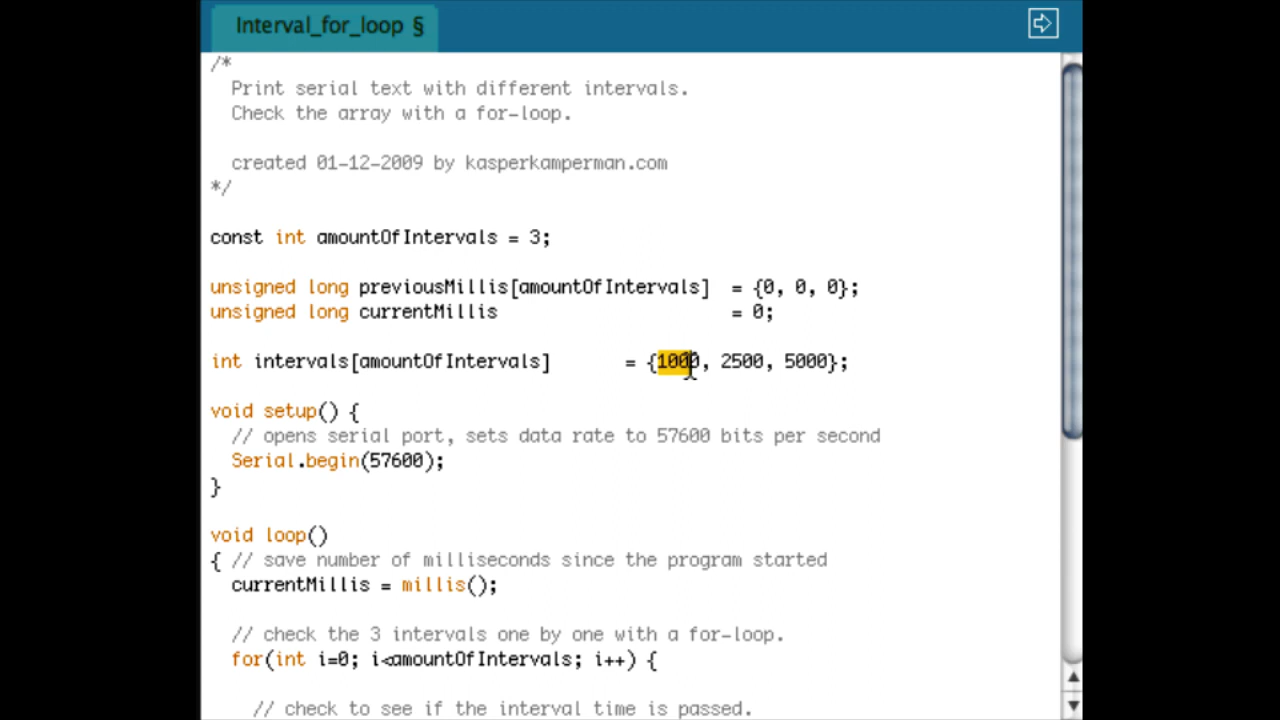 Interval_for_loop §
/*
Print serial text with different intervals.
Check the array with a for-loop.
created 01-12-2009 by kasperkamperman.com
*/
const int amountOfIntervals = 3;
unsigned long previousMillis[amountOfIntervals] = {0, 0, 0};
unsigned long currentMillis = 0;
int intervals[amountOfIntervals] = {1000, 2500, 5000};
void setup() {
// opens serial port, sets data rate to 57600 bits per second
Serial.begin(57600);
}
void loop()
{ // save number of milliseconds since the program started
currentMillis = millis();
// check the 3 intervals one by one with a for-loop.
for(int i=0; i<amountOfIntervals; i++) {
// check to see if the interval time is passed.